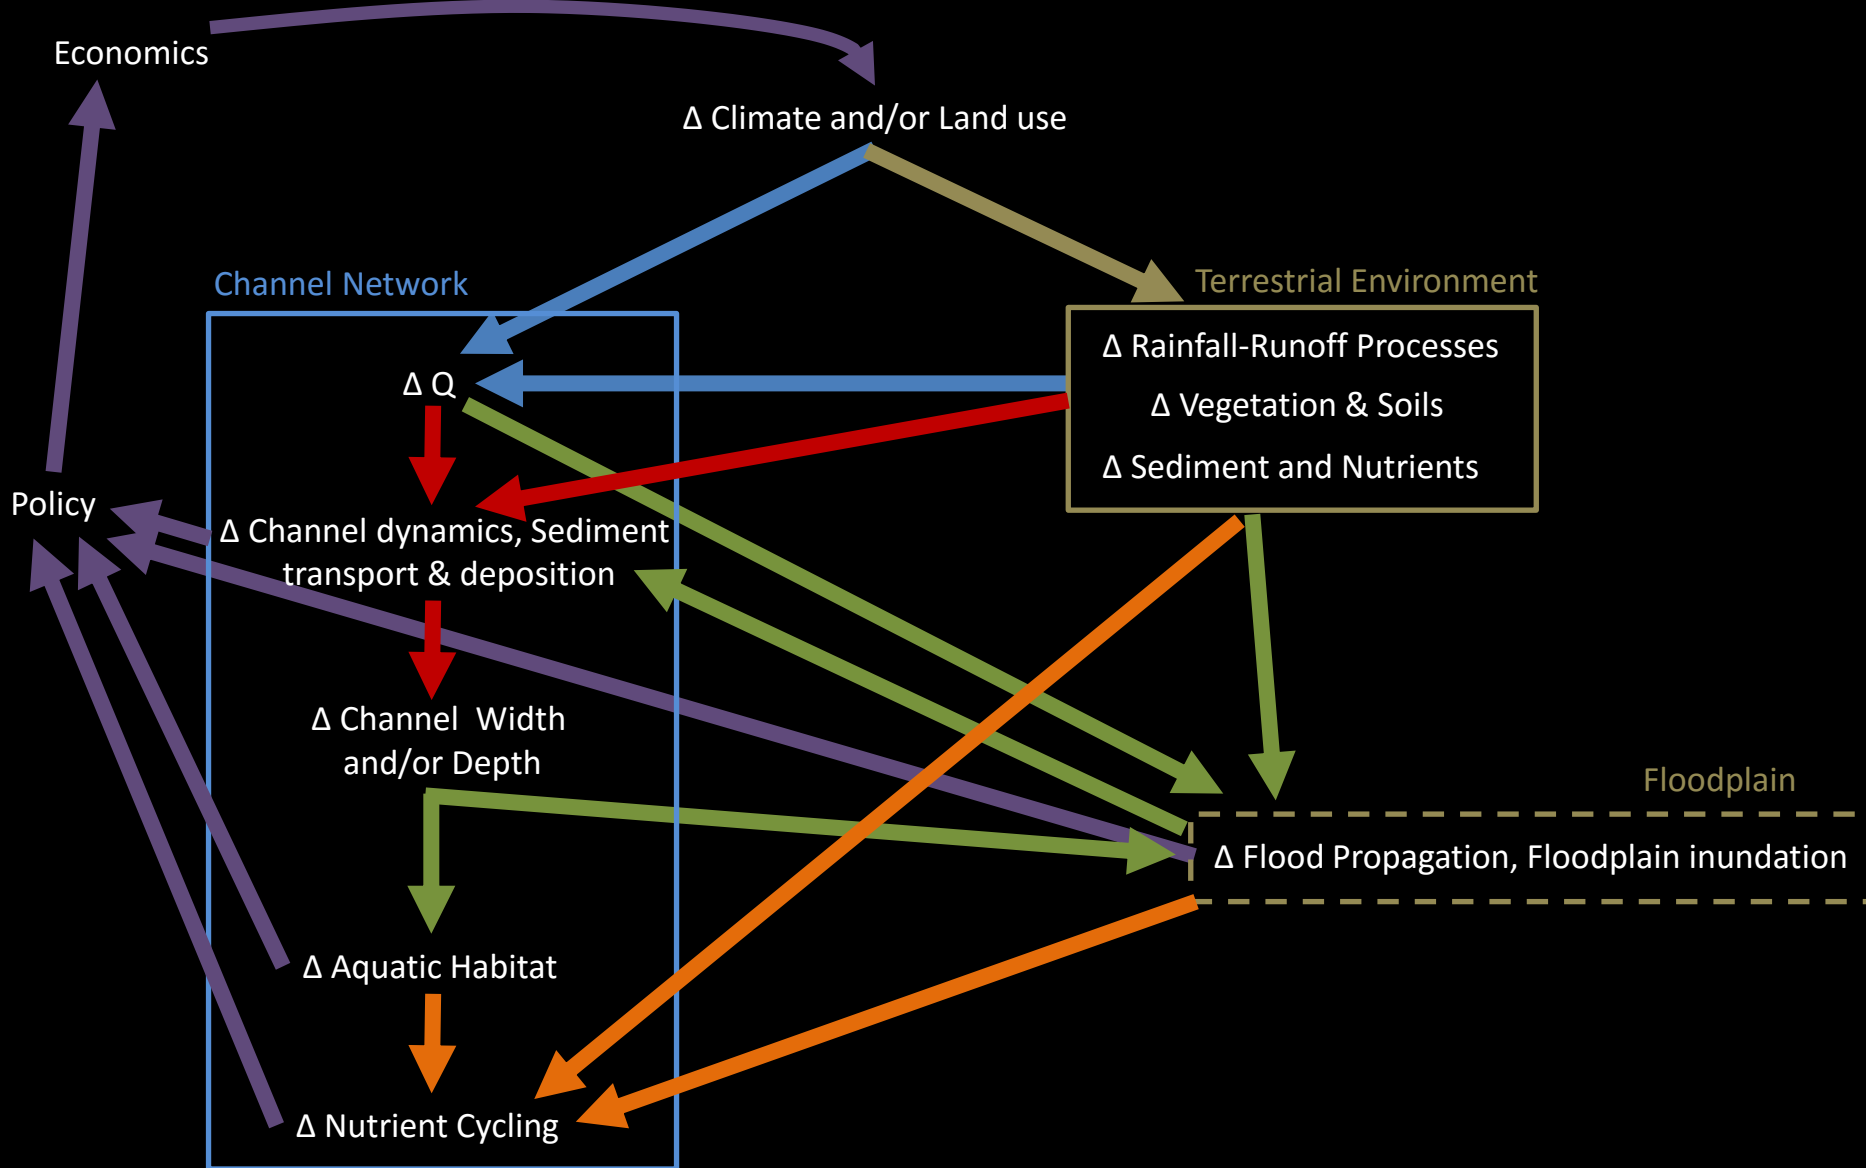 Economics
Δ Climate and/or Land use
Channel Network
Terrestrial Environment
Δ Rainfall-Runoff Processes
Δ Q
Δ Vegetation & Soils
Δ Sediment and Nutrients
Policy
Δ Channel dynamics, Sediment
transport & deposition
Δ Channel  Width
and/or Depth
Floodplain
Δ Flood Propagation, Floodplain inundation
Δ Aquatic Habitat
Δ Nutrient Cycling